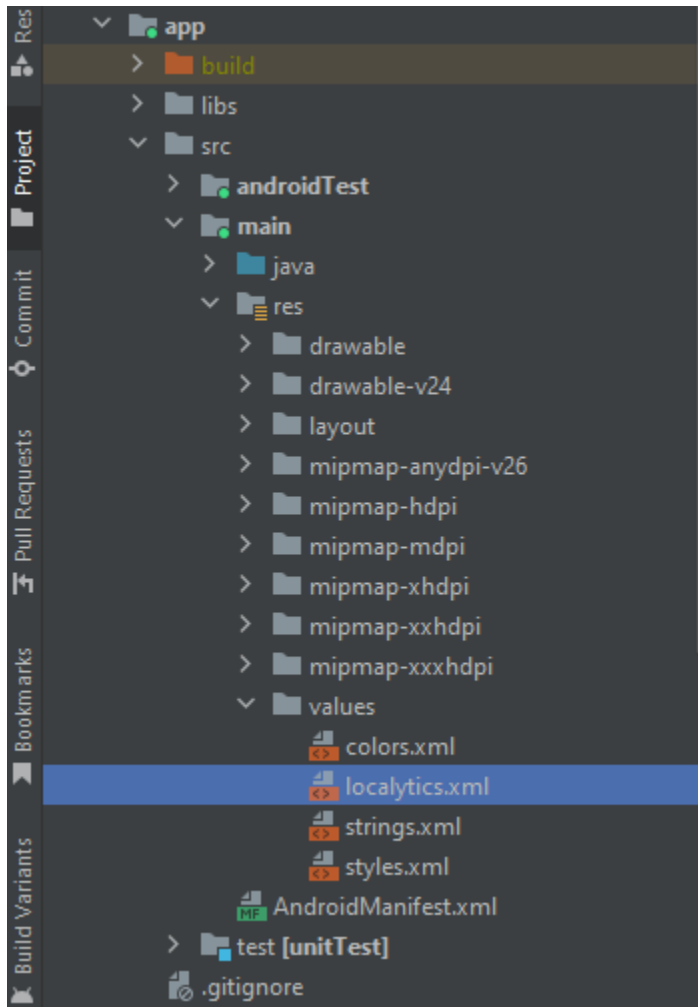 Res
Project
Commit
Pull Requests
Bookmarks
Build Variants
app
build
libs
src
androidTest
main
java
res
drawable
drawable-v24
layout
mipmap-anydpi-v26
mipmap-hdpi
mipmap-mdpi
mipmap-xhdpi
mipmap-xxhdpi
mipmap-xxxhdpi
values
colors.xml
localytics.xml
strings.xml
styles.xml
MF AndroidManifest.xml
test [unitTest]
.gitignore